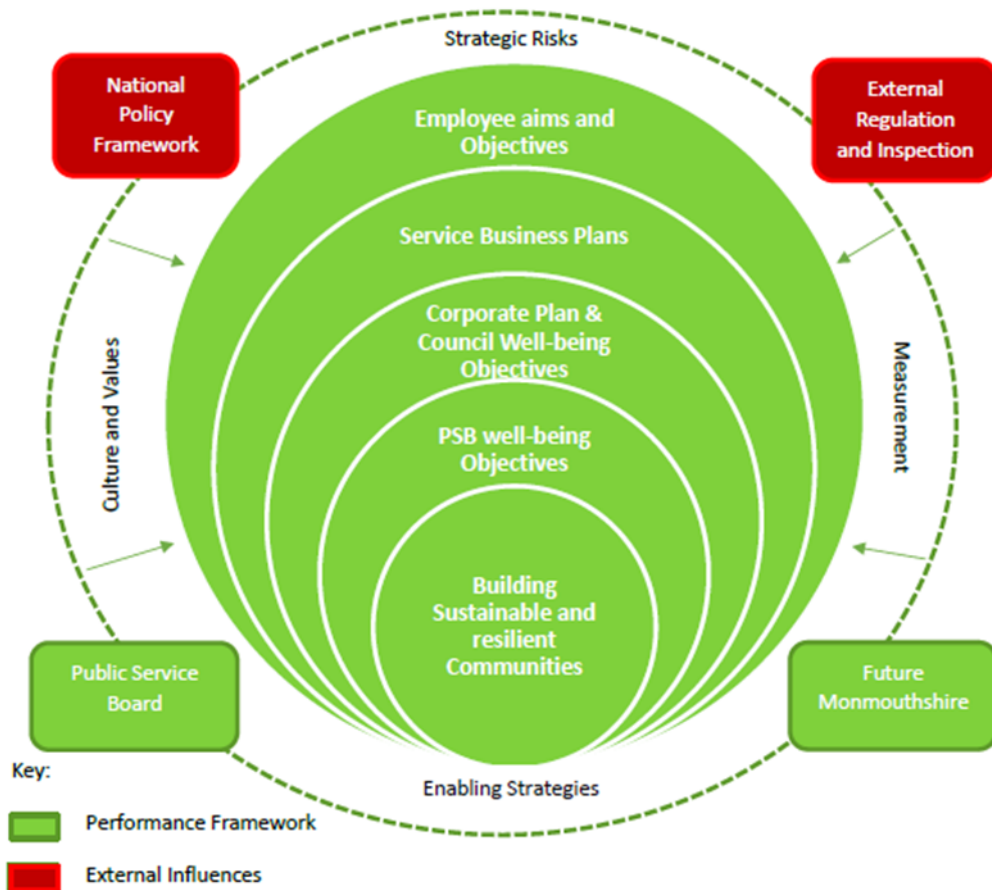 Strategic Risks
National
Policy
Framework
External
Regulation
and Inspection
Employee aims and
Objectives
Service Business Plans
Corporate Plan &
Council Well-being
Objectives
Culture and Values
Measurement
PSB well-being
Objectives
Building
Sustainable and
resilient
Communities
Public Service
Board
Future
Monmouthshire
Enabling Strategies
Key:
Performance Framework
External Influences